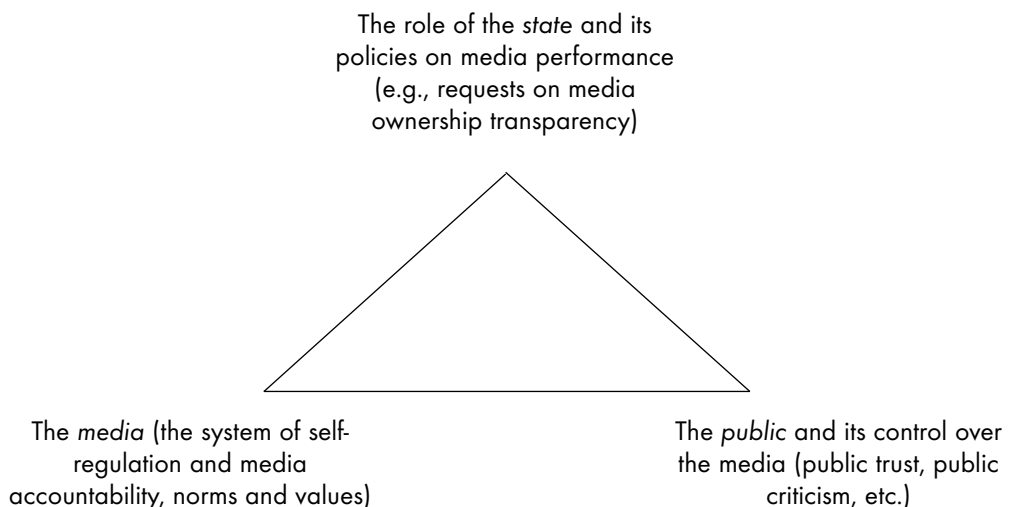 The role of the state and its
policies on media performance
(e.g., requests on media
ownership transparency)
The media (the system of self-
regulation and media
accountability, norms and values)
The public and its control over
the media (public trust, public
criticism, etc.)